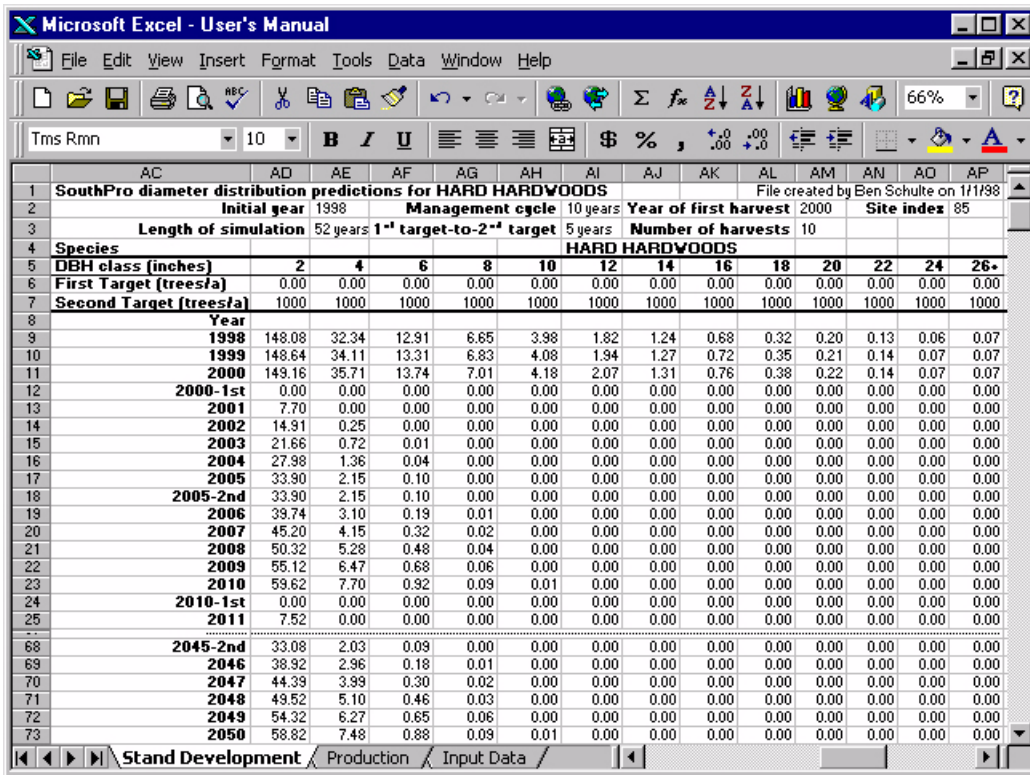 Microsoft Excel - User's Manual
File Edit View Insert Format Tools Data Window Help
66%
Tms Rmn 10 B I U $ % ,
AC AD AE AF AG AH AI AJ AK AL AM AN AO AP
1 SouthPro diameter distribution predictions for HARD HARDWOODS File created by Ben Schulte on 1/1/98
2 Initial year 1998 Management cycle 10 years Year of first harvest 2000 Site index 85
3 Length of simulation 52 years 1st target-to-2nd target 5 years Number of harvests 10
4 Species HARD HARDWOODS
5 DBH class (inches) 2 4 6 8 10 12 14 16 18 20 22 24 26+
6 First Target (trees/a) 0.00 0.00 0.00 0.00 0.00 0.00 0.00 0.00 0.00 0.00 0.00 0.00 0.00
7 Second Target (trees/a) 1000 1000 1000 1000 1000 1000 1000 1000 1000 1000 1000 1000 1000
8 Year
9 1998 148.08 32.34 12.91 6.65 3.98 1.82 1.24 0.68 0.32 0.20 0.13 0.06 0.07
10 1999 148.64 34.11 13.31 6.83 4.08 1.94 1.27 0.72 0.35 0.21 0.14 0.07 0.07
11 2000 149.16 35.71 13.74 7.01 4.18 2.07 1.31 0.76 0.38 0.22 0.14 0.07 0.07
12 2000-1st 0.00 0.00 0.00 0.00 0.00 0.00 0.00 0.00 0.00 0.00 0.00 0.00 0.00
13 2001 7.70 0.00 0.00 0.00 0.00 0.00 0.00 0.00 0.00 0.00 0.00 0.00 0.00
14 2002 14.91 0.25 0.00 0.00 0.00 0.00 0.00 0.00 0.00 0.00 0.00 0.00 0.00
15 2003 21.66 0.72 0.01 0.00 0.00 0.00 0.00 0.00 0.00 0.00 0.00 0.00 0.00
16 2004 27.98 1.36 0.04 0.00 0.00 0.00 0.00 0.00 0.00 0.00 0.00 0.00 0.00
17 2005 33.90 2.15 0.10 0.00 0.00 0.00 0.00 0.00 0.00 0.00 0.00 0.00 0.00
18 2005-2nd 33.90 2.15 0.10 0.00 0.00 0.00 0.00 0.00 0.00 0.00 0.00 0.00 0.00
19 2006 39.74 3.10 0.19 0.01 0.00 0.00 0.00 0.00 0.00 0.00 0.00 0.00 0.00
20 2007 45.20 4.15 0.32 0.02 0.00 0.00 0.00 0.00 0.00 0.00 0.00 0.00 0.00
21 2008 50.32 5.28 0.48 0.04 0.00 0.00 0.00 0.00 0.00 0.00 0.00 0.00 0.00
22 2009 55.12 6.47 0.68 0.06 0.00 0.00 0.00 0.00 0.00 0.00 0.00 0.00 0.00
23 2010 59.62 7.70 0.92 0.09 0.01 0.00 0.00 0.00 0.00 0.00 0.00 0.00 0.00
24 2010-1st 0.00 0.00 0.00 0.00 0.00 0.00 0.00 0.00 0.00 0.00 0.00 0.00 0.00
25 2011 7.52 0.00 0.00 0.00 0.00 0.00 0.00 0.00 0.00 0.00 0.00 0.00 0.00
68 2045-2nd 33.08 2.03 0.09 0.00 0.00 0.00 0.00 0.00 0.00 0.00 0.00 0.00 0.00
69 2046 38.92 2.96 0.18 0.01 0.00 0.00 0.00 0.00 0.00 0.00 0.00 0.00 0.00
70 2047 44.39 3.99 0.30 0.02 0.00 0.00 0.00 0.00 0.00 0.00 0.00 0.00 0.00
71 2048 49.52 5.10 0.46 0.03 0.00 0.00 0.00 0.00 0.00 0.00 0.00 0.00 0.00
72 2049 54.32 6.27 0.65 0.06 0.00 0.00 0.00 0.00 0.00 0.00 0.00 0.00 0.00
73 2050 58.82 7.48 0.88 0.09 0.01 0.00 0.00 0.00 0.00 0.00 0.00 0.00 0.00
Stand Development Production Input Data